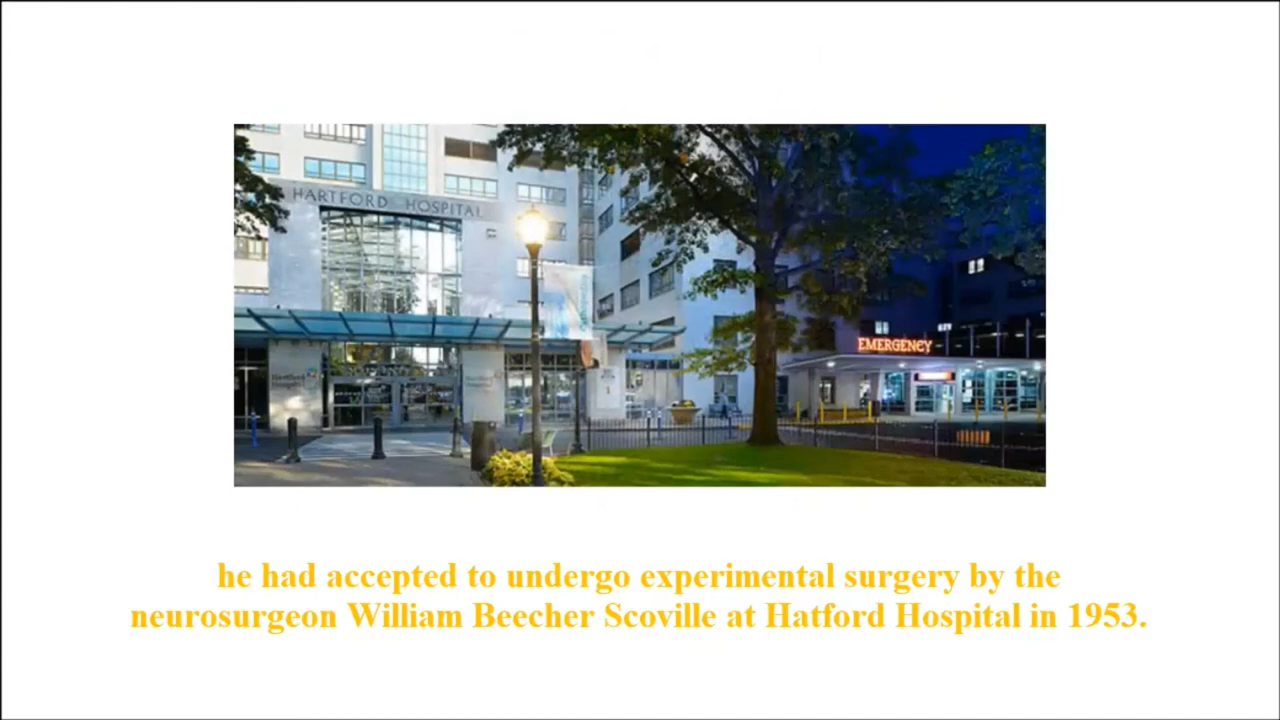 HARTFORD HOSPITAL
EMERGENCY
he had accepted to undergo experimental surgery by the
neurosurgeon William Beecher Scoville at Hatford Hospital in 1953.